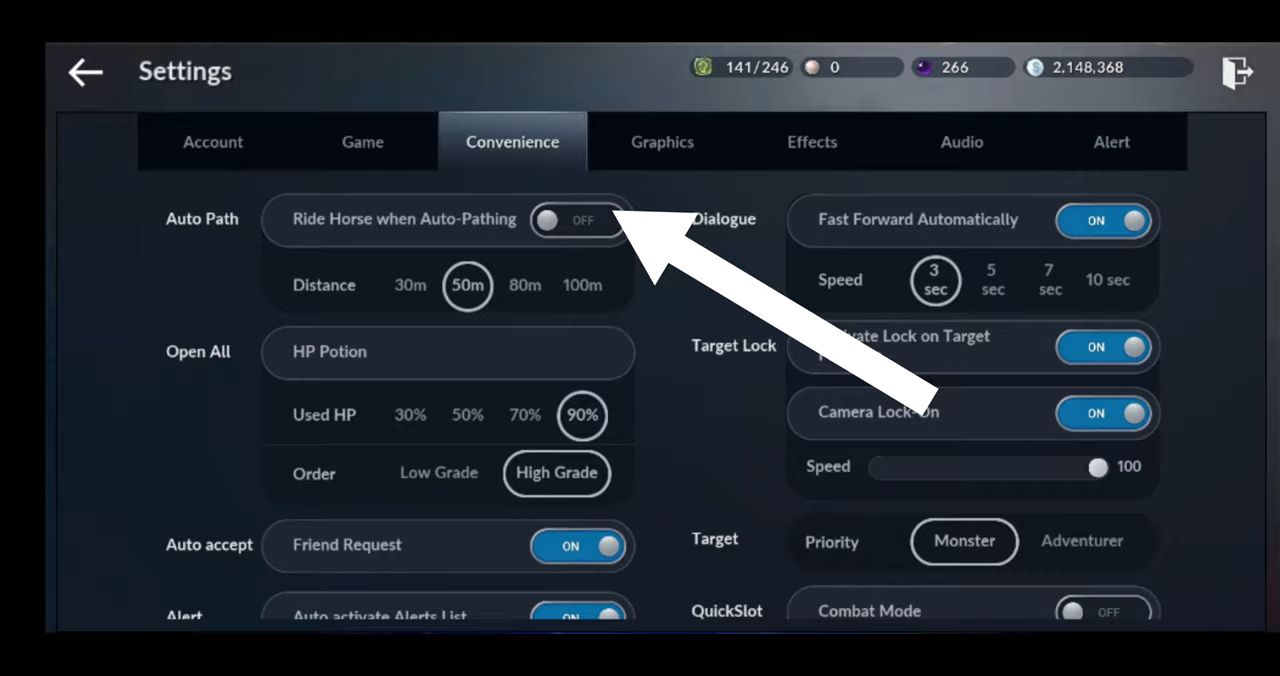 Settings
141/246
0
266
2,148,368
Account
Game
Convenience
Graphics
Effects
Audio
Alert
Auto Path
Ride Horse when Auto-Pathing
OFF
Distance
30m
50m
80m
100m
Open All
HP Potion
Used HP
30%
50%
70%
90%
Order
Low Grade
High Grade
Auto accept
Friend Request
ON
Alert
Auto activate Alerts List
ON
Dialogue
Fast Forward Automatically
ON
Speed
3 sec
5 sec
7 sec
10 sec
Target Lock
Lock on Target
ON
Camera Lock-On
ON
Speed
100
Target
Priority
Monster
Adventurer
QuickSlot
Combat Mode
OFF